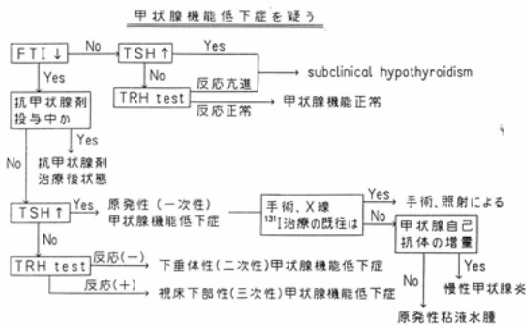 甲状腺機能低下症を疑う
FTI↓
No
TSH↑
Yes
subclinical hypothyroidism
Yes
No
反応亢進
TRH test
反応正常
甲状腺機能正常
抗甲状腺剤
投与中か
Yes
抗甲状腺剤
治療後状態
No
TSH↑
Yes
原発性(一次性)
甲状腺機能低下症
手術、X線
¹³¹I治療の既往は
Yes
手術、照射による
No
甲状腺自己
抗体の増量
Yes
慢性甲状腺炎
No
原発性粘液水腫
No
TRH test
反応(−)
下垂体性(二次性)甲状腺機能低下症
反応(+)
視床下部性(三次性)甲状腺機能低下症